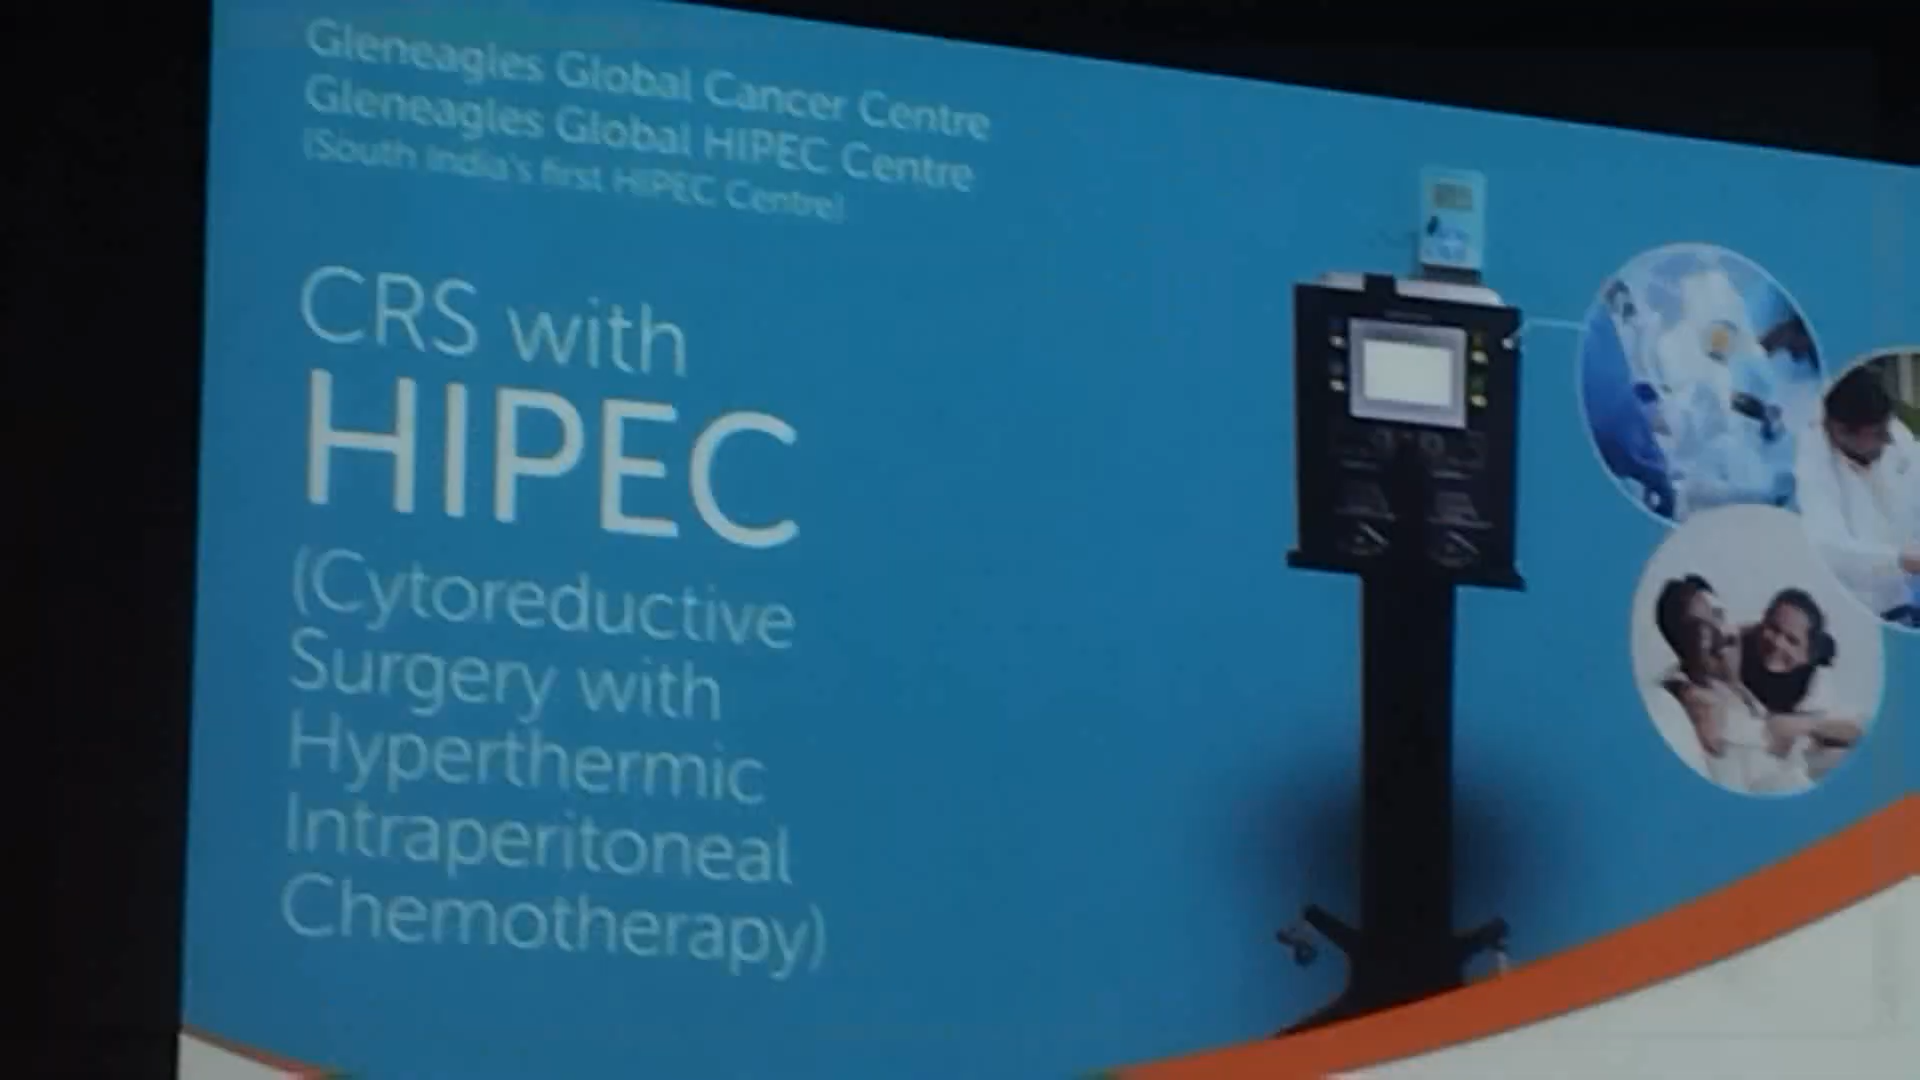 Gleneagles Global Cancer Centre
Gleneagles Global HIPEC Centre
(South India's first HIPEC Centre)
CRS with
HIPEC
(Cytoreductive
Surgery with
Hyperthermic
Intraperitoneal
Chemotherapy)